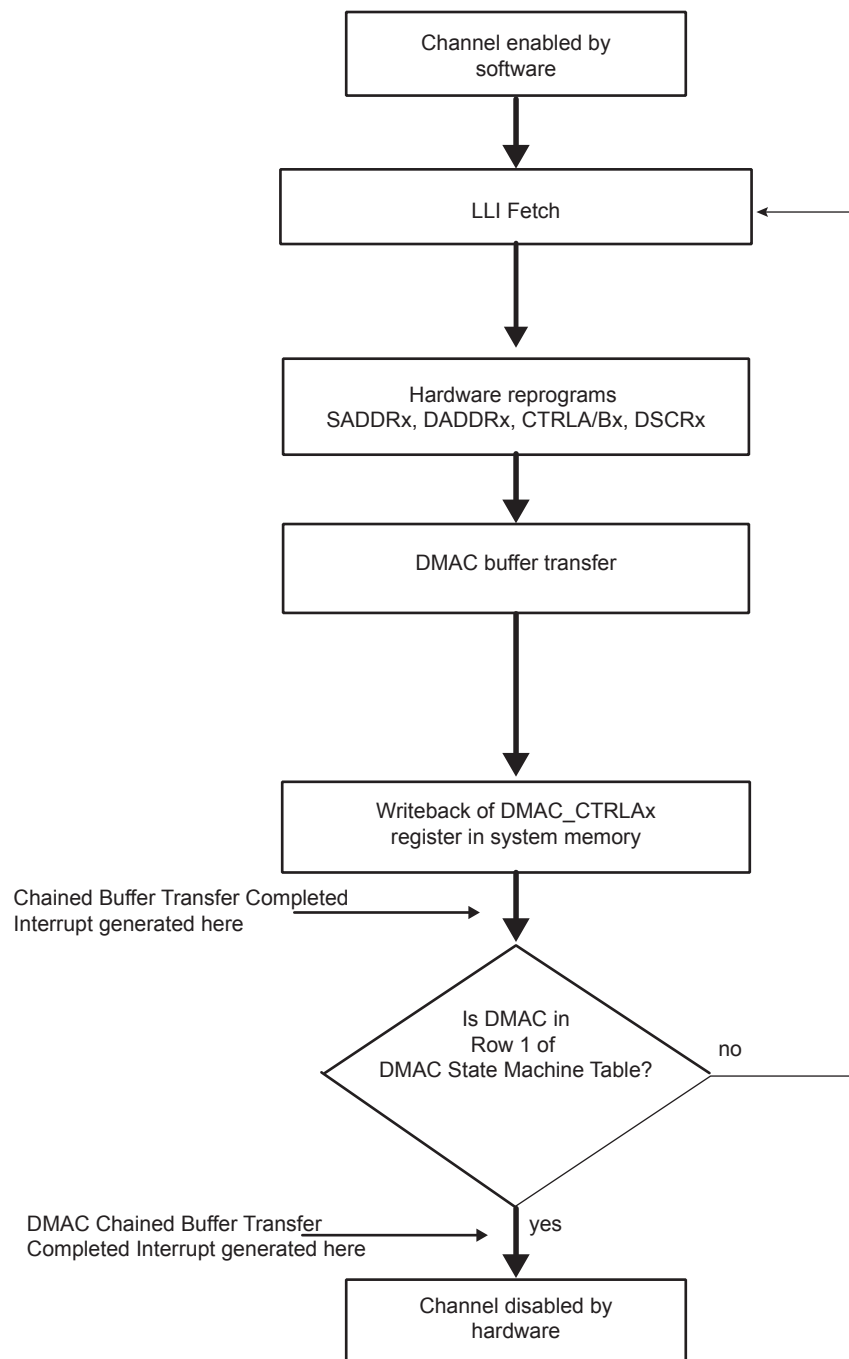 Channel enabled by
software
LLI Fetch
Hardware reprograms
SADDRx, DADDRx, CTRLA/Bx, DSCRx
DMAC buffer transfer
Writeback of DMAC_CTRLAx
register in system memory
Chained Buffer Transfer Completed
Interrupt generated here
Is DMAC in
Row 1 of
DMAC State Machine Table?
no
DMAC Chained Buffer Transfer
Completed Interrupt generated here
yes
Channel disabled by
hardware